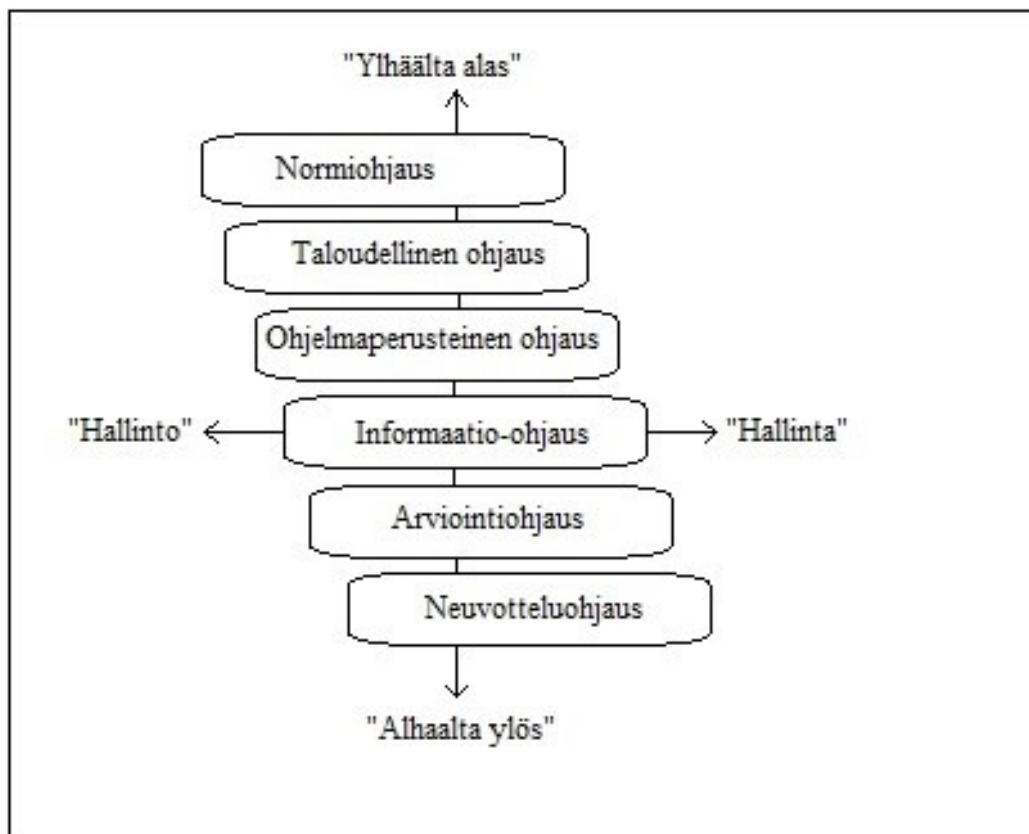 "Ylhäältä alas"
Normiohjaus
Taloudellinen ohjaus
Ohjelmaperusteinen ohjaus
"Hallinto"
Informaatio-ohjaus
"Hallinta"
Arviointiohjaus
Neuvotteluohjaus
"Alhaalta ylös"